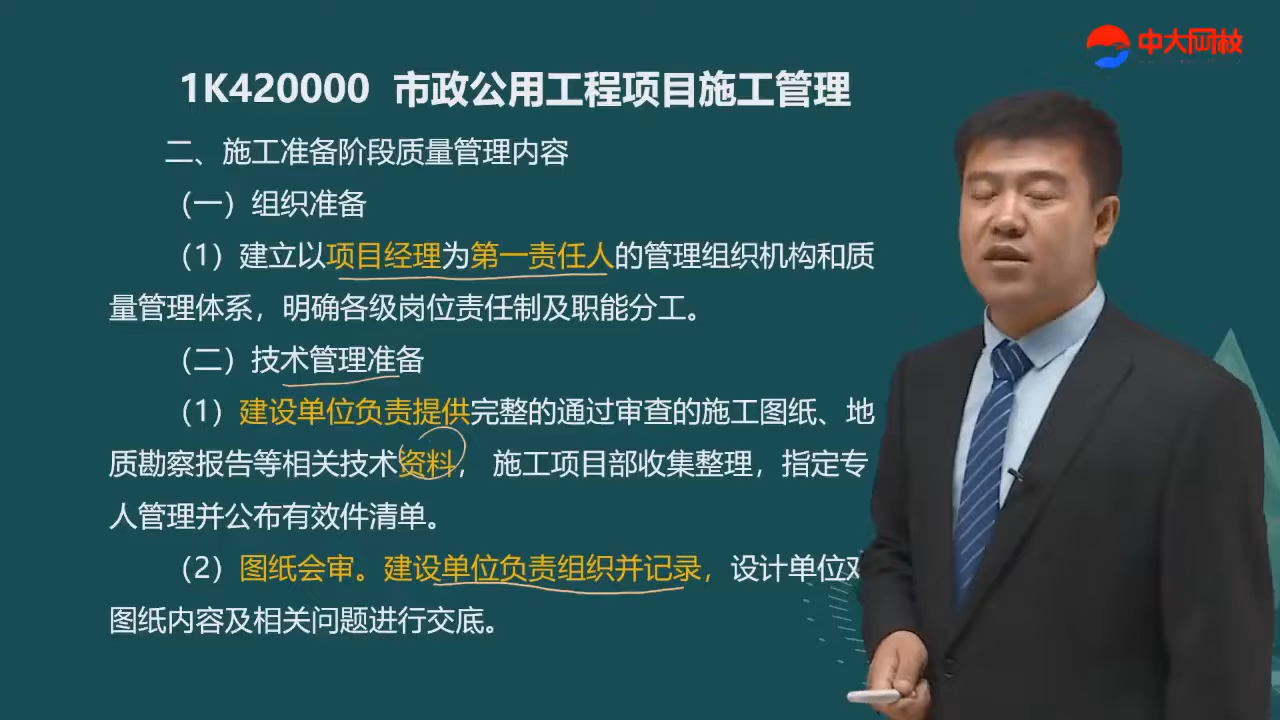 中大网校
1K420000 市政公用工程项目施工管理
二、施工准备阶段质量管理内容
（一）组织准备
（1）建立以项目经理为第一责任人的管理组织机构和质
量管理体系，明确各级岗位责任制及职能分工。
（二）技术管理准备
（1）建设单位负责提供完整的通过审查的施工图纸、地
质勘察报告等相关技术资料， 施工项目部收集整理，指定专
人管理并公布有效件清单。
（2）图纸会审。建设单位负责组织并记录，设计单位对
图纸内容及相关问题进行交底。